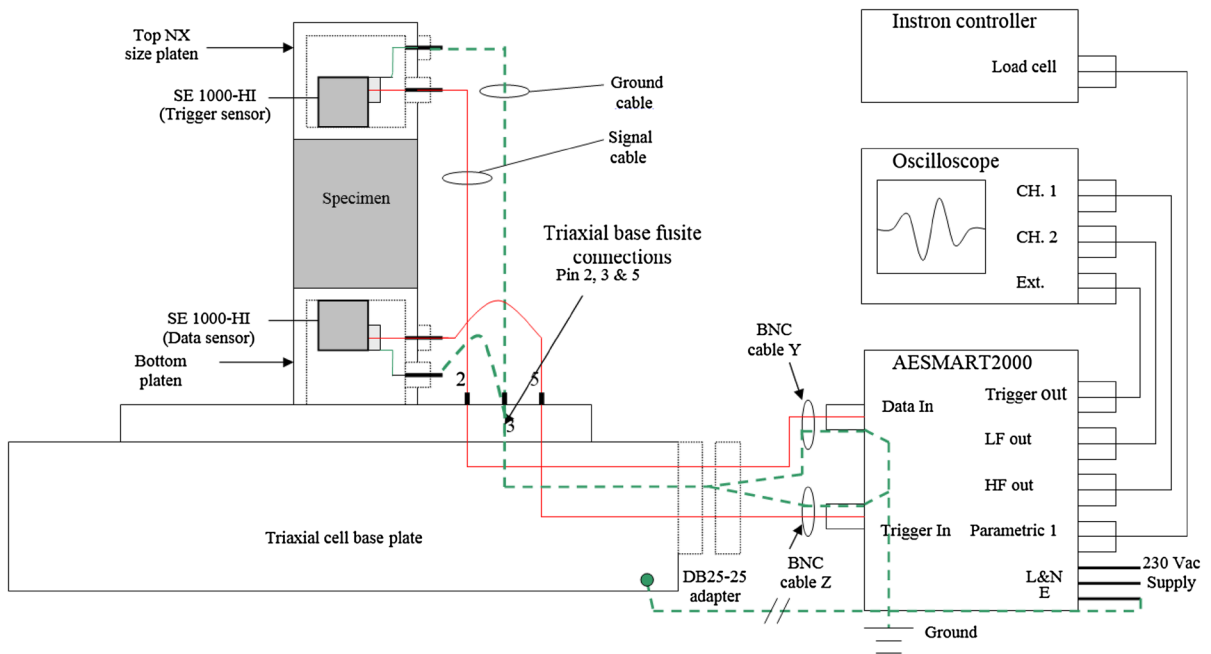 Top NX
size platen
SE 1000-HI
(Trigger sensor)
Ground
cable
Signal
cable
Specimen
Triaxial base fusite
connections
Pin 2, 3 & 5
SE 1000-HI
(Data sensor)
Bottom
platen
2
5
3
Triaxial cell base plate
DB25-25
adapter
BNC
cable Y
BNC
cable Z
Instron controller
Load cell
Oscilloscope
CH. 1
CH. 2
Ext.
AESMART2000
Data In
Trigger out
LF out
HF out
Trigger In
Parametric 1
L&N
E
230 Vac
Supply
Ground